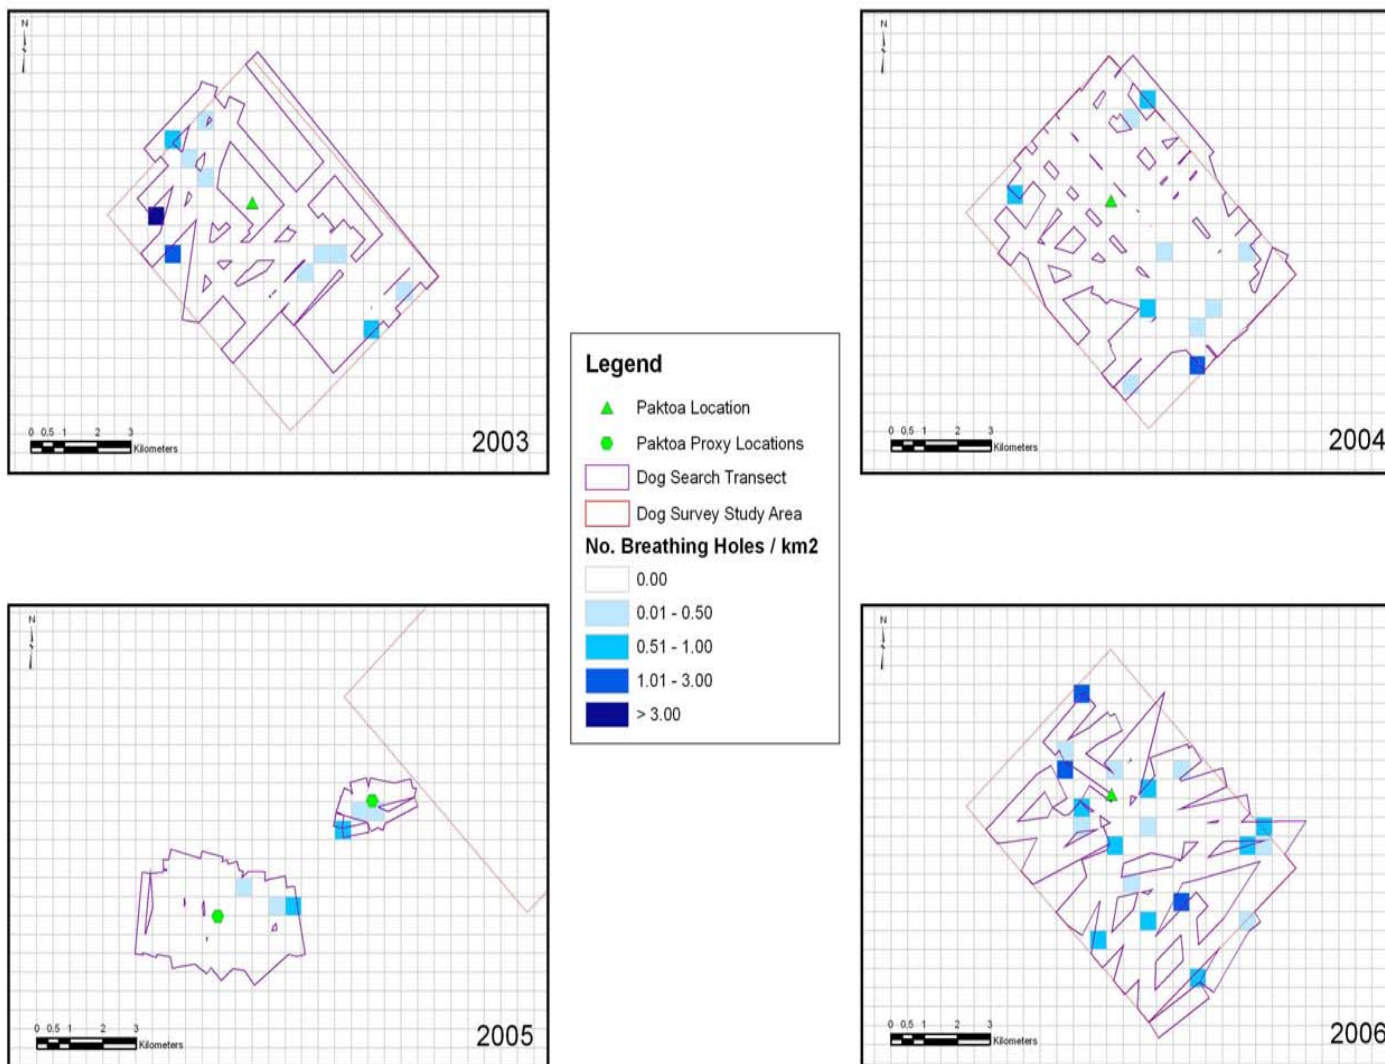 N
0 0.5 1 2 3
Kilometers
2003
N
0 0.5 1 2 3
Kilometers
2004
Legend
Paktoa Location
Paktoa Proxy Locations
Dog Search Transect
Dog Survey Study Area
No. Breathing Holes / km2
0.00
0.01 - 0.50
0.51 - 1.00
1.01 - 3.00
> 3.00
N
0 0.5 1 2 3
Kilometers
2005
N
0 0.5 1 2 3
Kilometers
2006